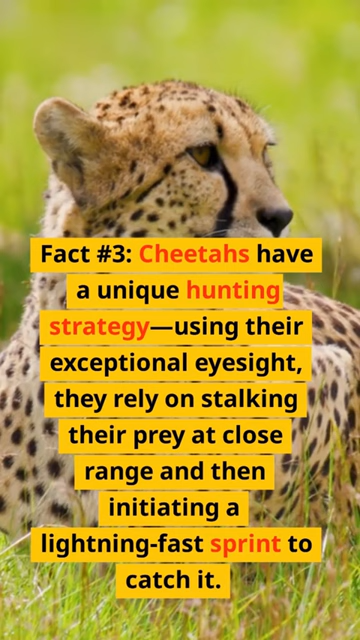 Fact #3: Cheetahs have
a unique hunting
strategy—using their
exceptional eyesight,
they rely on stalking
their prey at close
range and then
initiating a
lightning-fast sprint to
catch it.